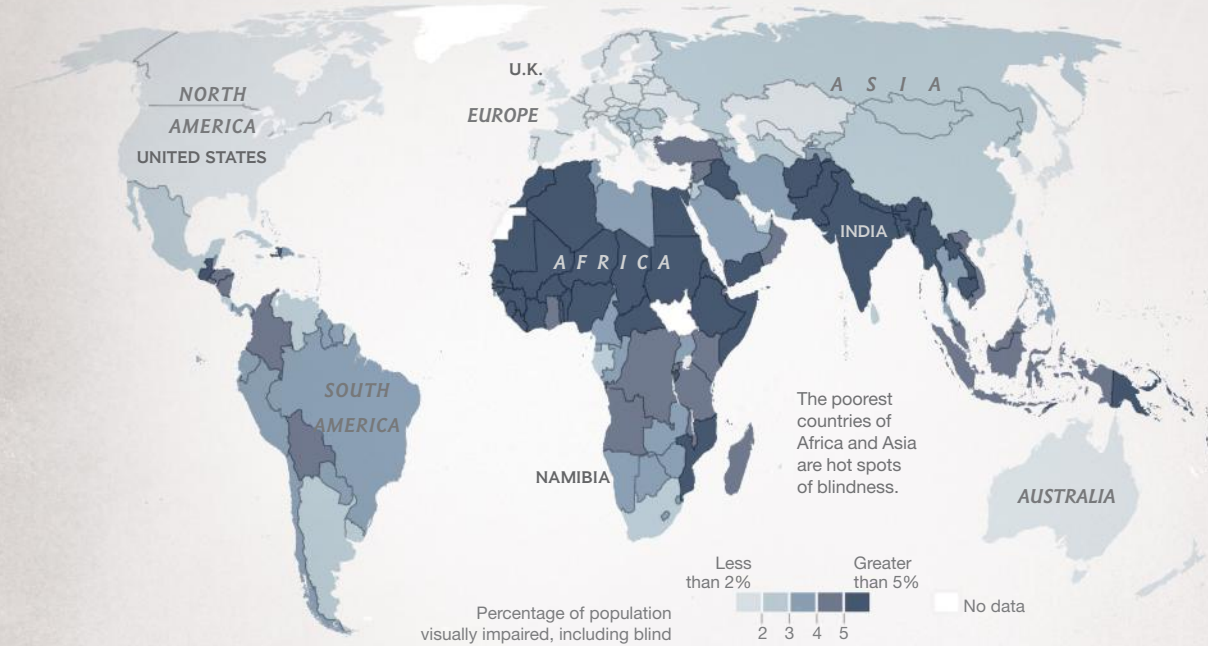 NORTH
AMERICA
UNITED STATES
U.K.
EUROPE
ASIA
INDIA
AFRICA
SOUTH
AMERICA
NAMIBIA
The poorest
countries of
Africa and Asia
are hot spots
of blindness.
AUSTRALIA
Less
than 2%
Greater
than 5%
No data
Percentage of population
visually impaired, including blind
2 3 4 5